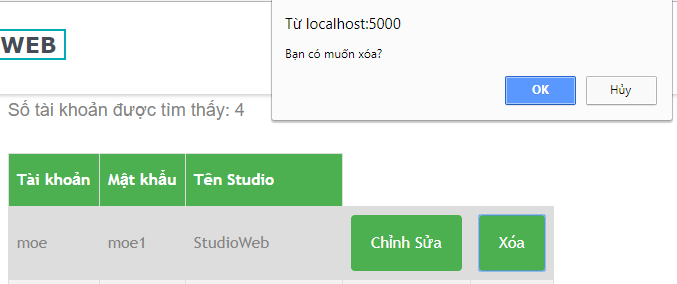 WEB
Từ localhost:5000
Bạn có muốn xóa?
OK Hủy
Số tài khoản được tìm thấy: 4
Tài khoản Mật khẩu Tên Studio
moe moe1 StudioWeb Chỉnh Sửa Xóa